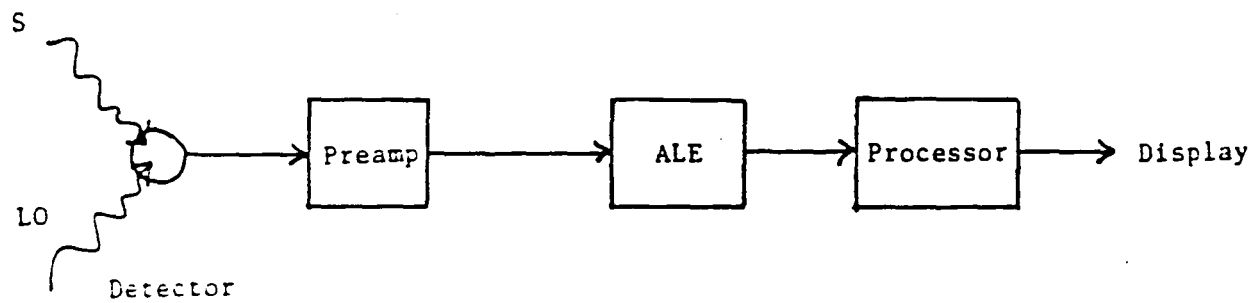 S
Preamp
ALE
Processor
Display
LO
Detector